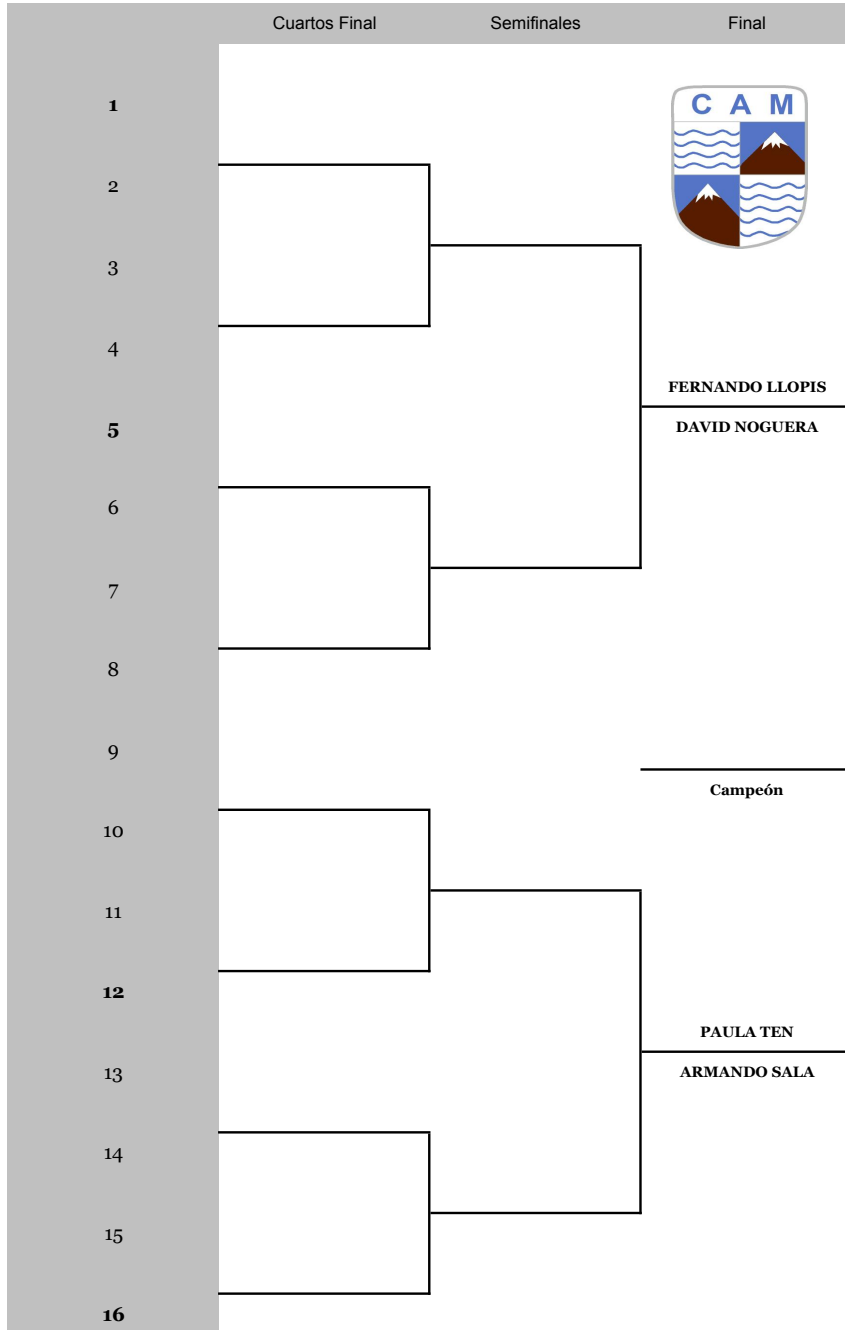 Cuartos Final Semifinales Final
1
C A M
2
3
4
FERNANDO LLOPIS
5
DAVID NOGUERA
6
7
8
9
Campeón
10
11
12
PAULA TEN
13
ARMANDO SALA
14
15
16